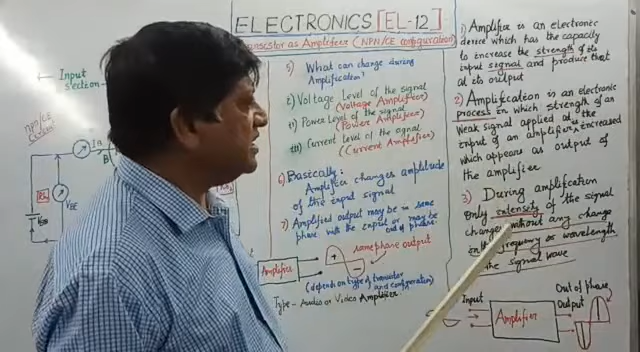 ELECTRONICS [EL-12]
Transistor as Amplifier (NPN/CE configuration)
← Input
section
NPN/CE
B
VBE
5) What can change during
Amplification?
i) Voltage level of the signal
(Voltage Amplifier)
ii) Power level of the signal
(Power Amplifier)
iii) Current level of the signal
(Current Amplifier)
6) Basically:
Amplifier changes amplitude
of the input signal
7) Amplified output may be in same
phase with the input or may be
out of phase.
Amplifier
+
−
same phase output
(depends on type of transistor
and configuration)
Type - Audio or Video Amplifier
1) Amplifier is an electronic
device which has the capacity
to increase the strength of its
input signal and produce that
at its output
2) Amplification is an electronic
process in which strength of an
weak signal applied at the
input of an amplifier increased
which appears as output of
the amplifier
3) During amplification
only intensity of the signal
changes without any change
in the frequency or wavelength
the signal wave
Input
Amplifier
Output
Out of phase